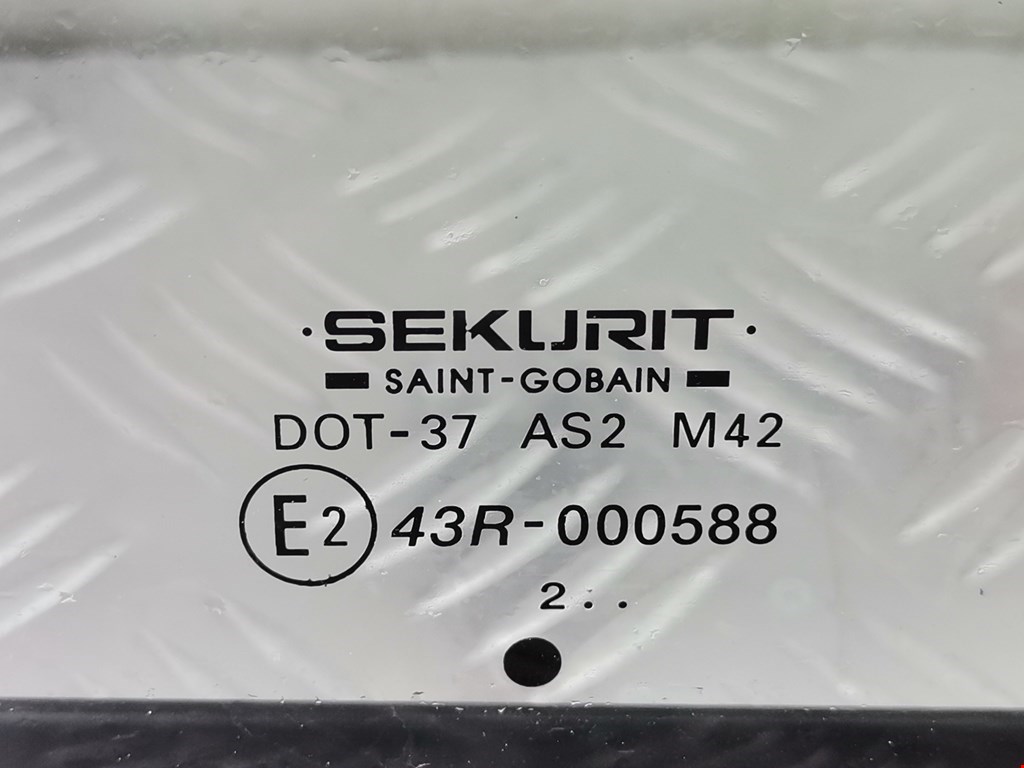 ·SEKURIT·
SAINT-GOBAIN
DOT-37 AS2 M42
E2 43R-000588
2..